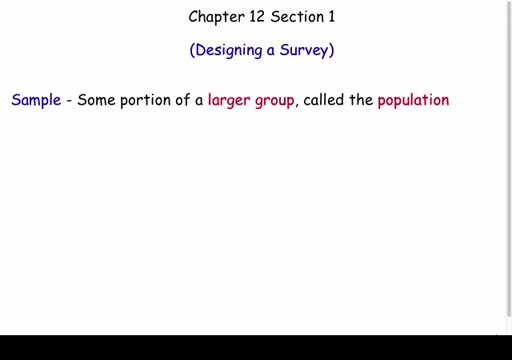 Chapter 12 Section 1
(Designing a Survey)
Sample - Some portion of a larger group, called the population